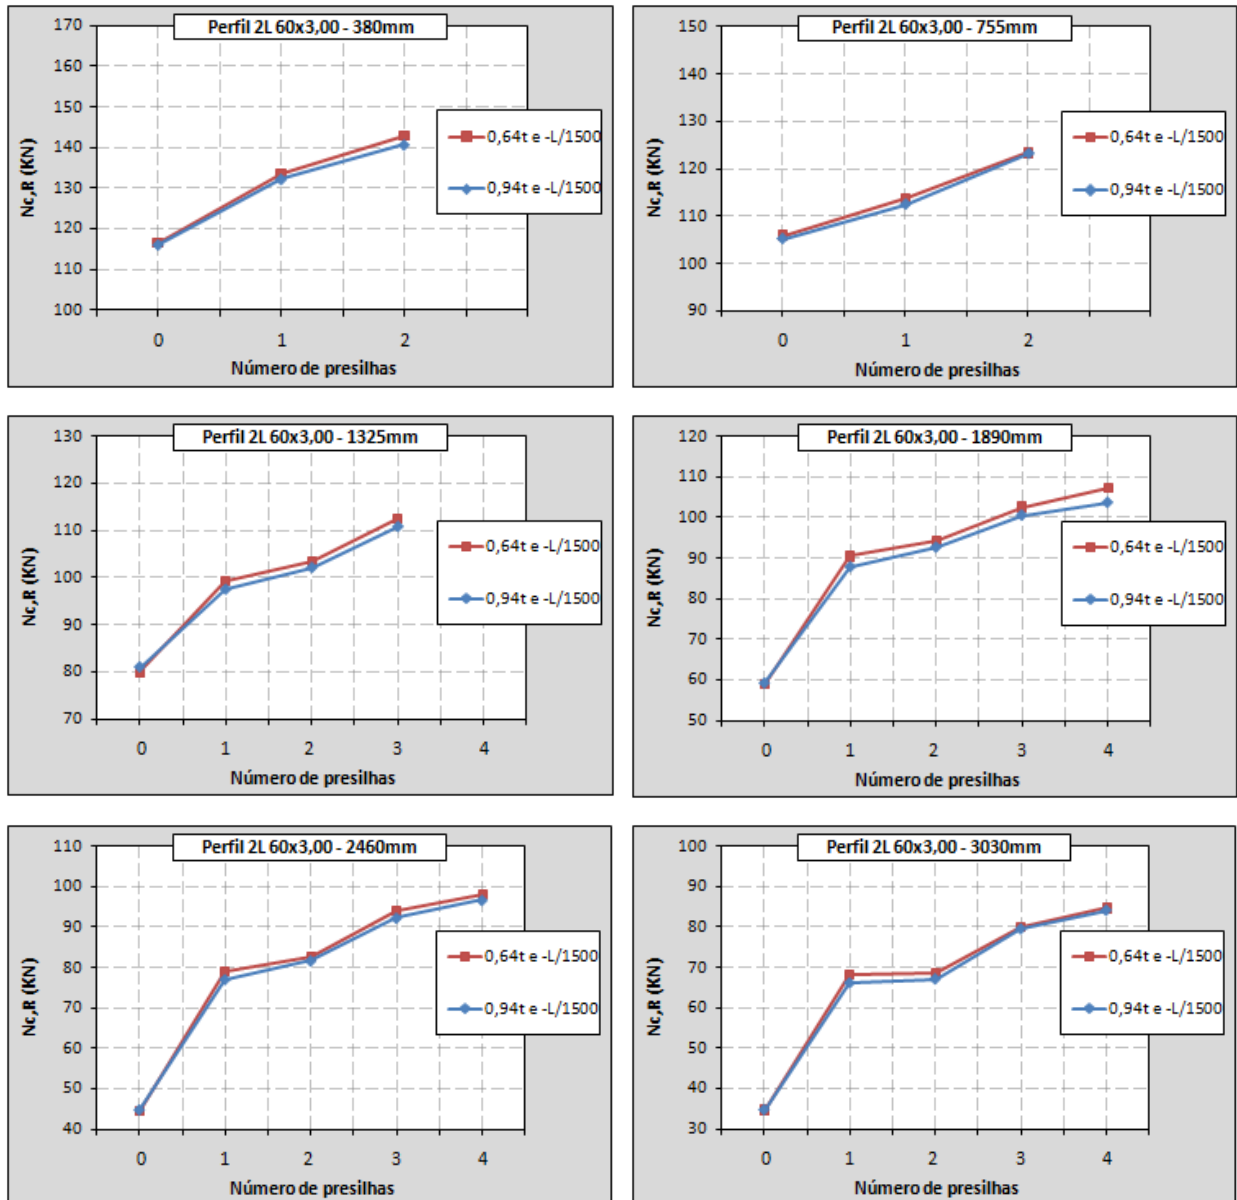 Perfil 2L 60x3,00 - 380mm
170
160
150
140
130
120
110
100
Nc,R (KN)
0 1 2
Número de presilhas
0,64t e -L/1500
0,94t e -L/1500
Perfil 2L 60x3,00 - 755mm
150
140
130
120
110
100
90
Nc,R (KN)
0 1 2
Número de presilhas
0,64t e -L/1500
0,94t e -L/1500
Perfil 2L 60x3,00 - 1325mm
130
120
110
100
90
80
70
Nc,R (KN)
0 1 2 3 4
Número de presilhas
0,64t e -L/1500
0,94t e -L/1500
Perfil 2L 60x3,00 - 1890mm
120
110
100
90
80
70
60
50
Nc,R (KN)
0 1 2 3 4
Número de presilhas
0,64t e -L/1500
0,94t e -L/1500
Perfil 2L 60x3,00 - 2460mm
110
100
90
80
70
60
50
40
Nc,R (KN)
0 1 2 3 4
Número de presilhas
0,64t e -L/1500
0,94t e -L/1500
Perfil 2L 60x3,00 - 3030mm
100
90
80
70
60
50
40
30
Nc,R (KN)
0 1 2 3 4
Número de presilhas
0,64t e -L/1500
0,94t e -L/1500